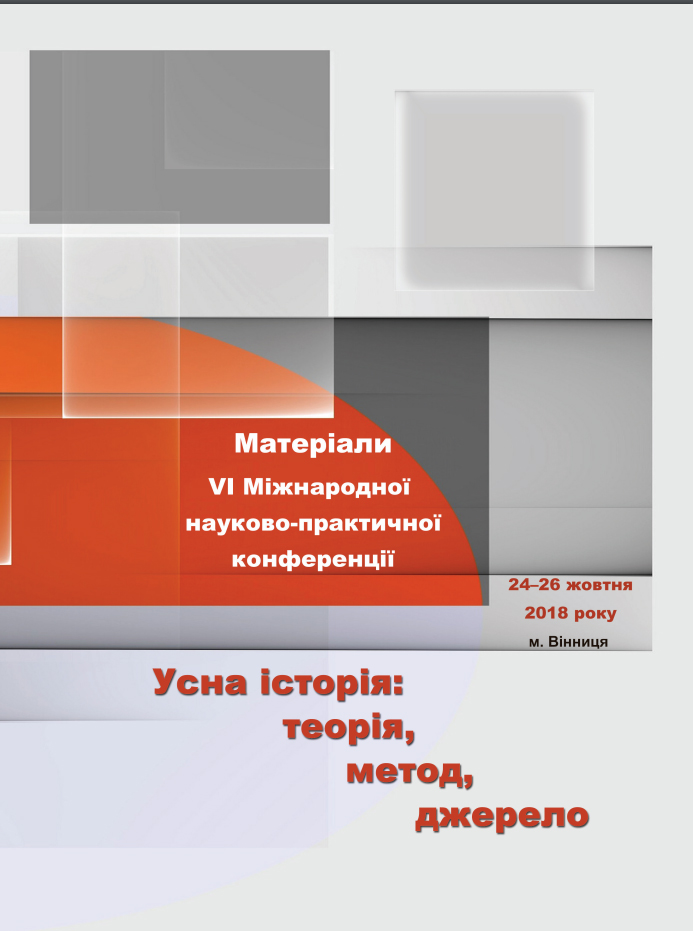 Матеріали
VI Міжнародної
науково-практичної
конференції
24–26 жовтня
2018 року
м. Вінниця
Усна історія:
теорія,
метод,
джерело